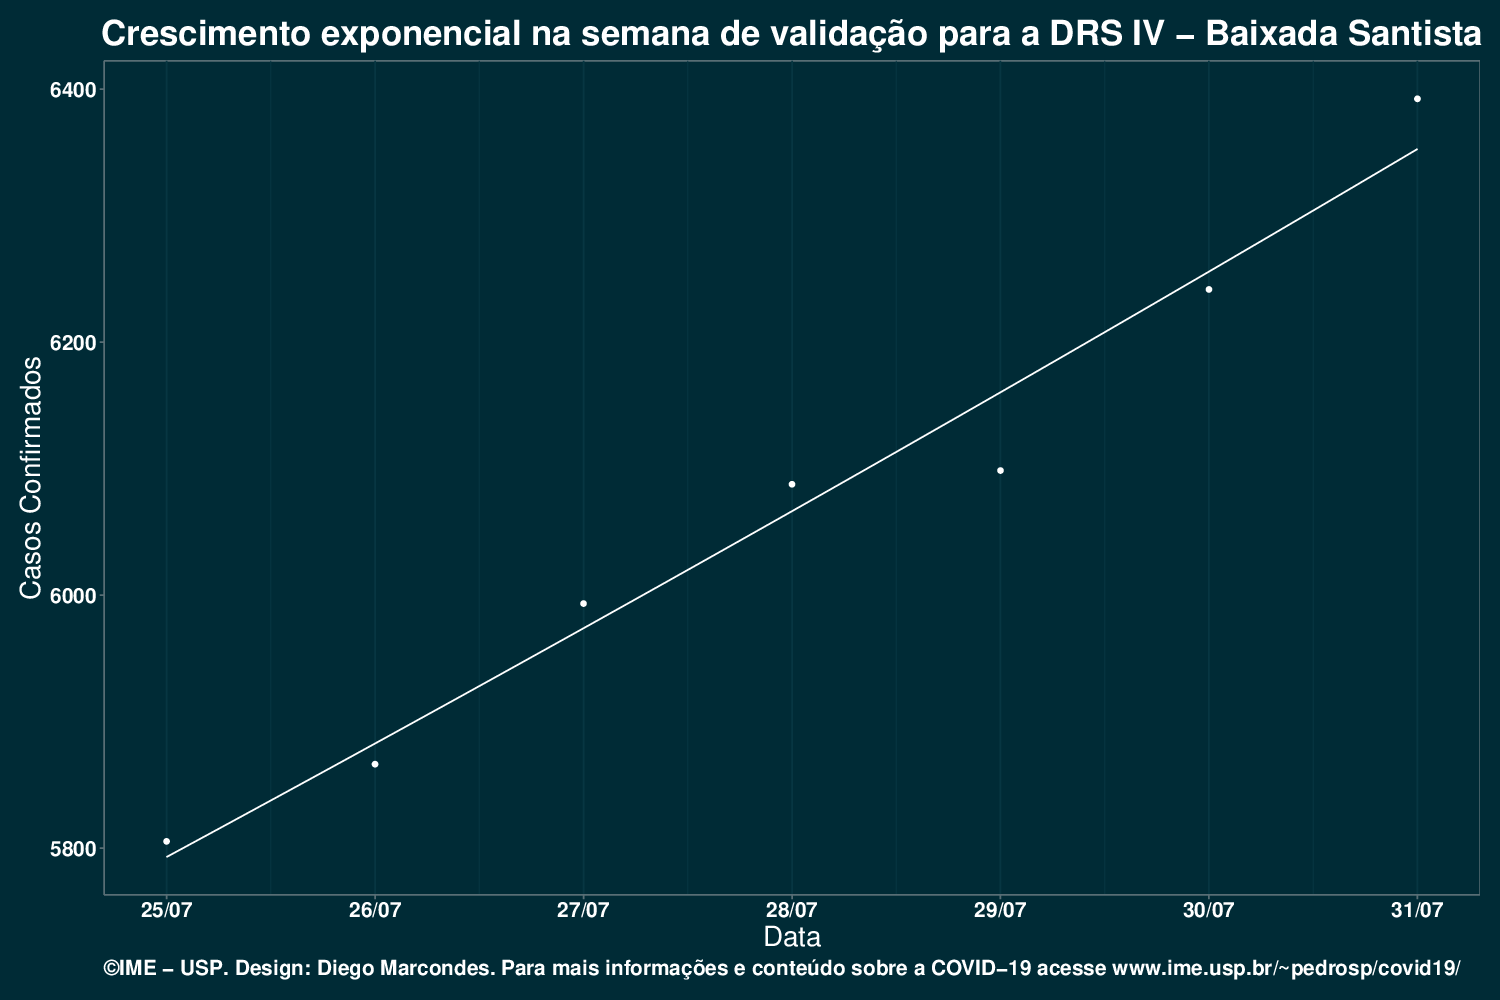 Crescimento exponencial na semana de validação para a DRS IV – Baixada Santista
6400
6200
6000
5800
Casos Confirmados
25/07 26/07 27/07 28/07 29/07 30/07 31/07
Data
©IME – USP. Design: Diego Marcondes. Para mais informações e conteúdo sobre a COVID–19 acesse www.ime.usp.br/~pedrosp/covid19/